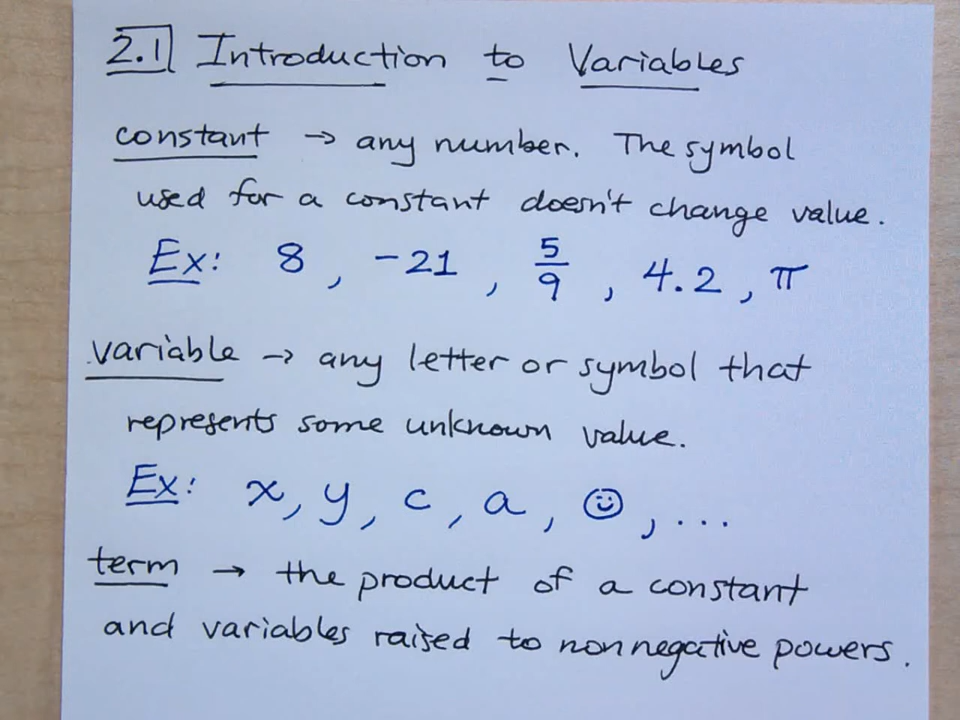 2.1 Introduction to Variables
constant → any number. The symbol
used for a constant doesn't change value.
Ex: 8, -21, 5/9, 4.2, π
variable → any letter or symbol that
represents some unknown value.
Ex: x, y, c, a, ☺, ...
term → the product of a constant
and variables raised to nonnegative powers.